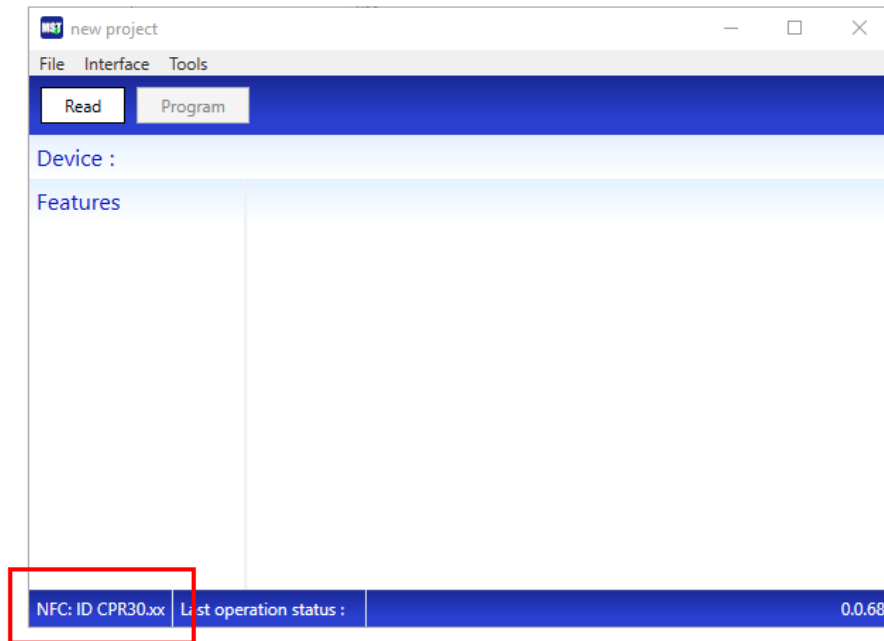 MST new project
File Interface Tools
Read Program
Device :
Features
NFC: ID CPR30.xx Last operation status : 0.0.68